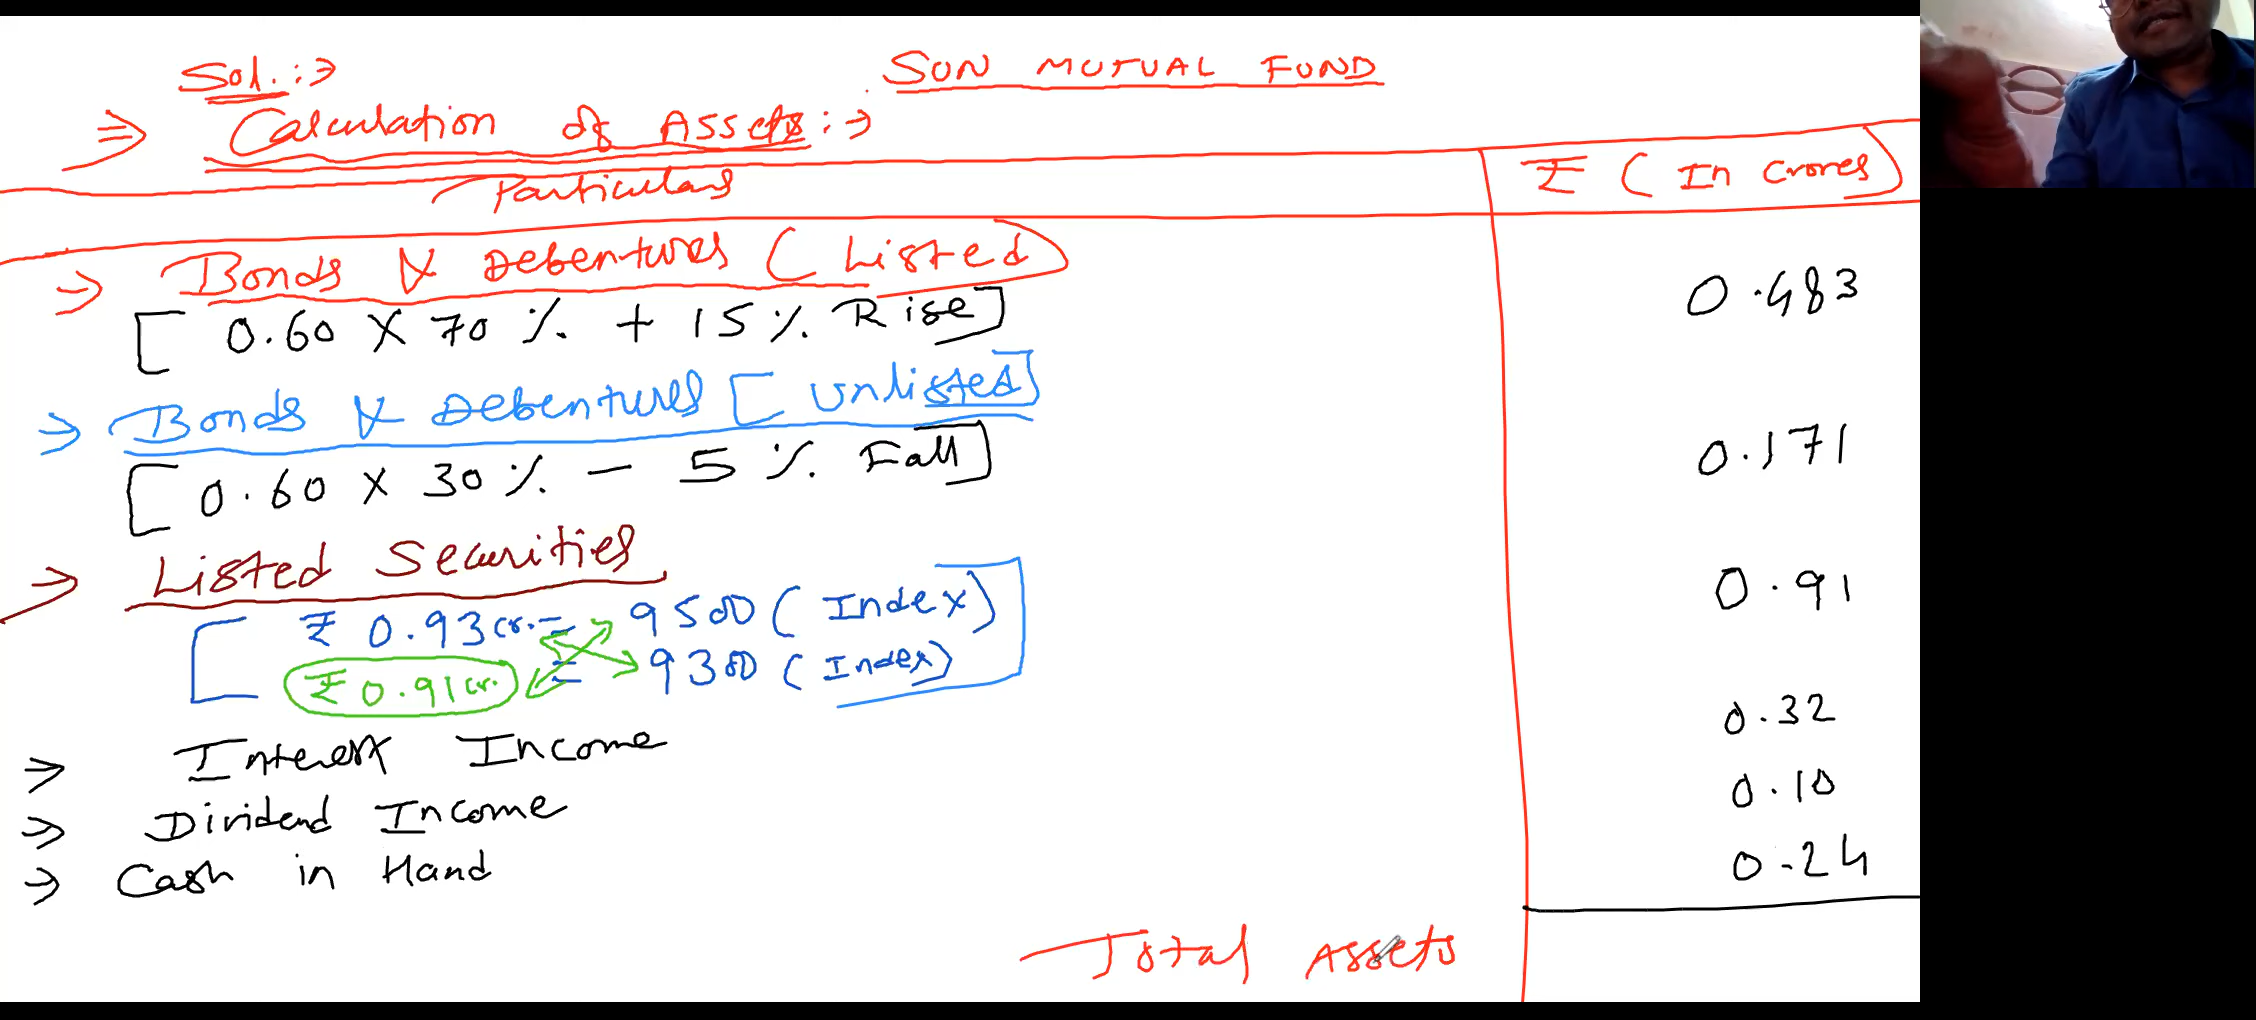 Sol. :→
SUN MUTUAL FUND
⇒ Calculation of Assets :→
Particulars ₹ (In Crores)
⇒ Bonds & Debentures (Listed) 0.483
[0.60 × 70 % + 15 % Rise]
⇒ Bonds & Debentures [Unlisted] 0.171
[0.60 × 30 % − 5 % Fall]
⇒ Listed Securities 0.91
[₹ 0.93 cr. = 9500 (Index)
₹ 0.91 cr. = 9300 (Index)]
⇒ Interest Income 0.32
⇒ Dividend Income 0.10
⇒ Cash in Hand 0.24
Total Assets